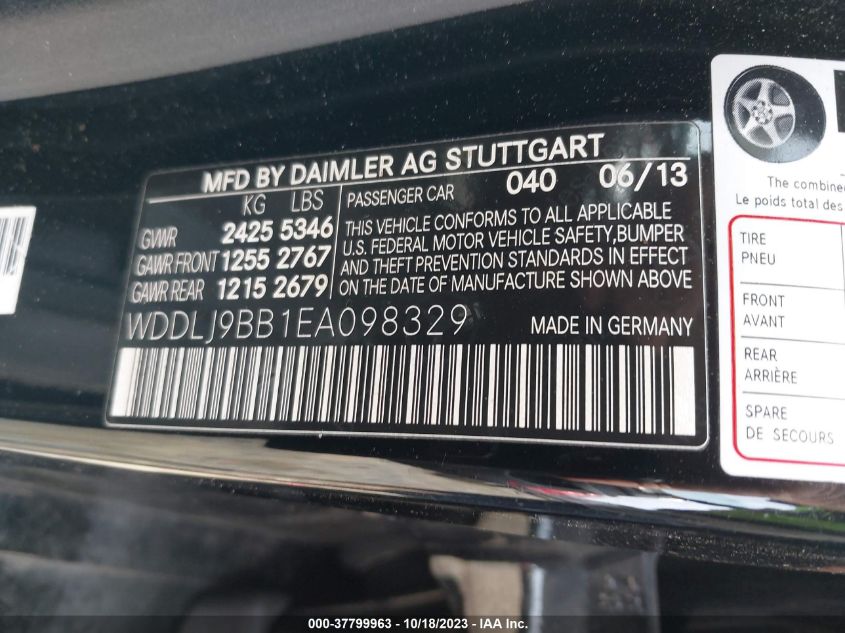 MFD BY DAIMLER AG STUTTGART
KG LBS
GVWR 2425 5346
GAWR FRONT 1255 2767
GAWR REAR 1215 2679
PASSENGER CAR 040 06/13
THIS VEHICLE CONFORMS TO ALL APPLICABLE
U.S. FEDERAL MOTOR VEHICLE SAFETY,BUMPER
AND THEFT PREVENTION STANDARDS IN EFFECT
ON THE DATE OF MANUFACTURE SHOWN ABOVE
WDDLJ9BB1EA098329 MADE IN GERMANY
The combine
Le poids total des
TIRE
PNEU
FRONT
AVANT
REAR
ARRIÈRE
SPARE
DE SECOURS
000-37799963 - 10/18/2023 - IAA Inc.